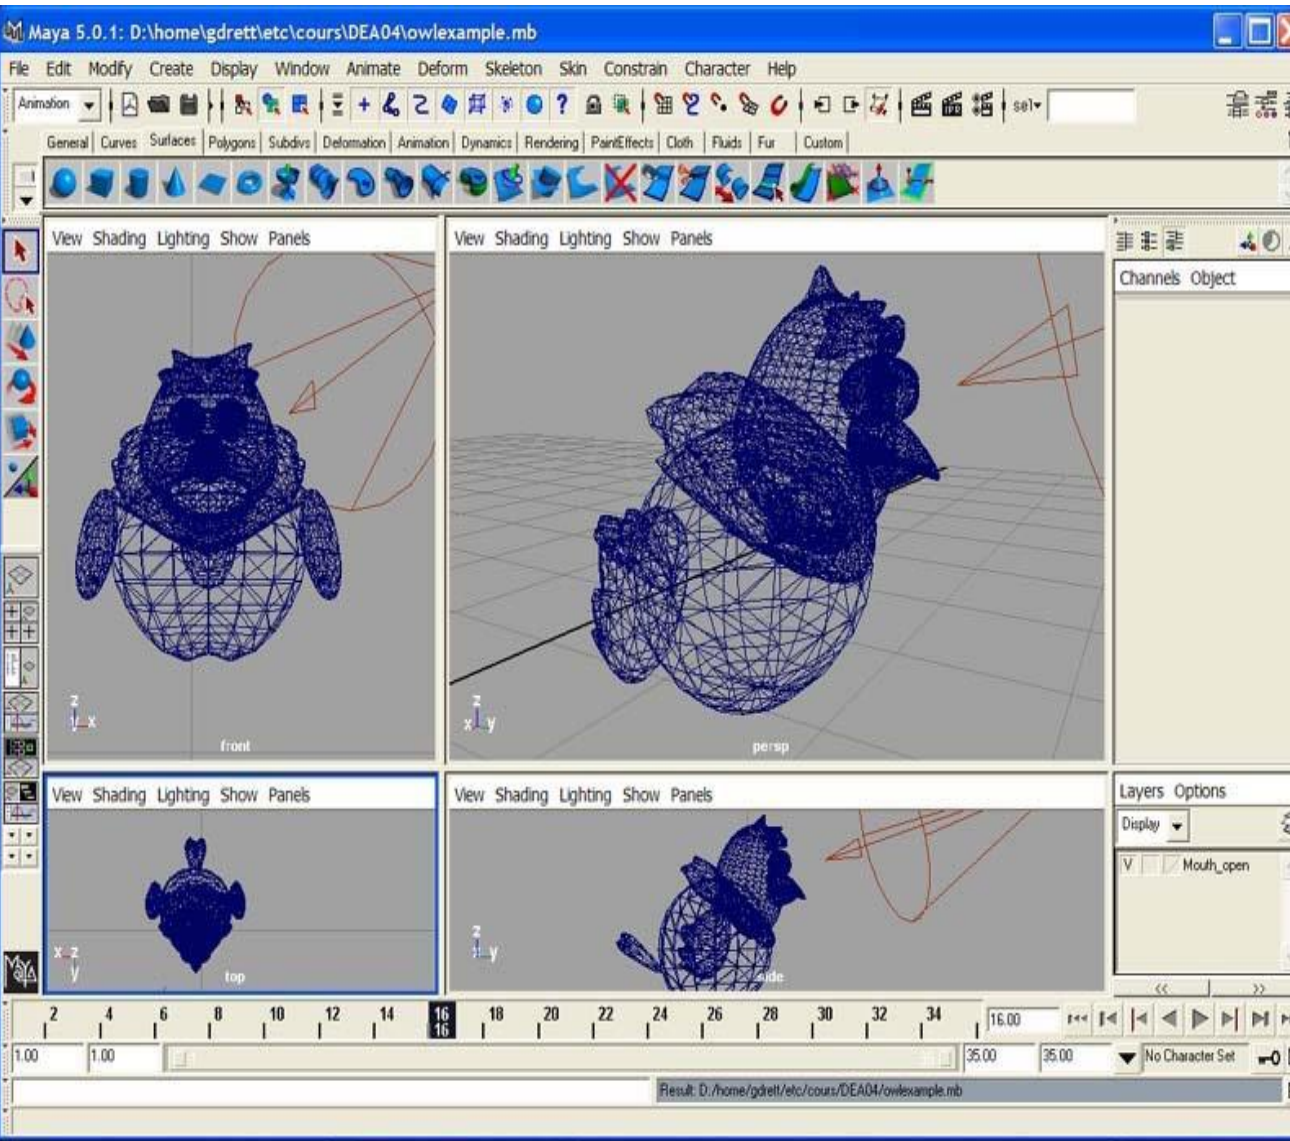 Maya 5.0.1: D:\home\gdrett\etc\cours\DEA04\owlexample.mb
File Edit Modify Create Display Window Animate Deform Skeleton Skin Constrain Character Help
Animation sel
General Curves Surfaces Polygons Subdivs Deformation Animation Dynamics Rendering PaintEffects Cloth Fluids Fur Custom
View Shading Lighting Show Panels
View Shading Lighting Show Panels
Channels Object
z
x
front
z
x y
persp
View Shading Lighting Show Panels
View Shading Lighting Show Panels
Layers Options
Display
V Mouth_open
x z
y
top
z
y
side
MAYA
<< >>
2 4 6 8 10 12 14 16 18 20 22 24 26 28 30 32 34 16.00
16
1.00 1.00 35.00 35.00 No Character Set
Result: D:/home/gdrett/etc/cours/DEA04/owlexample.mb